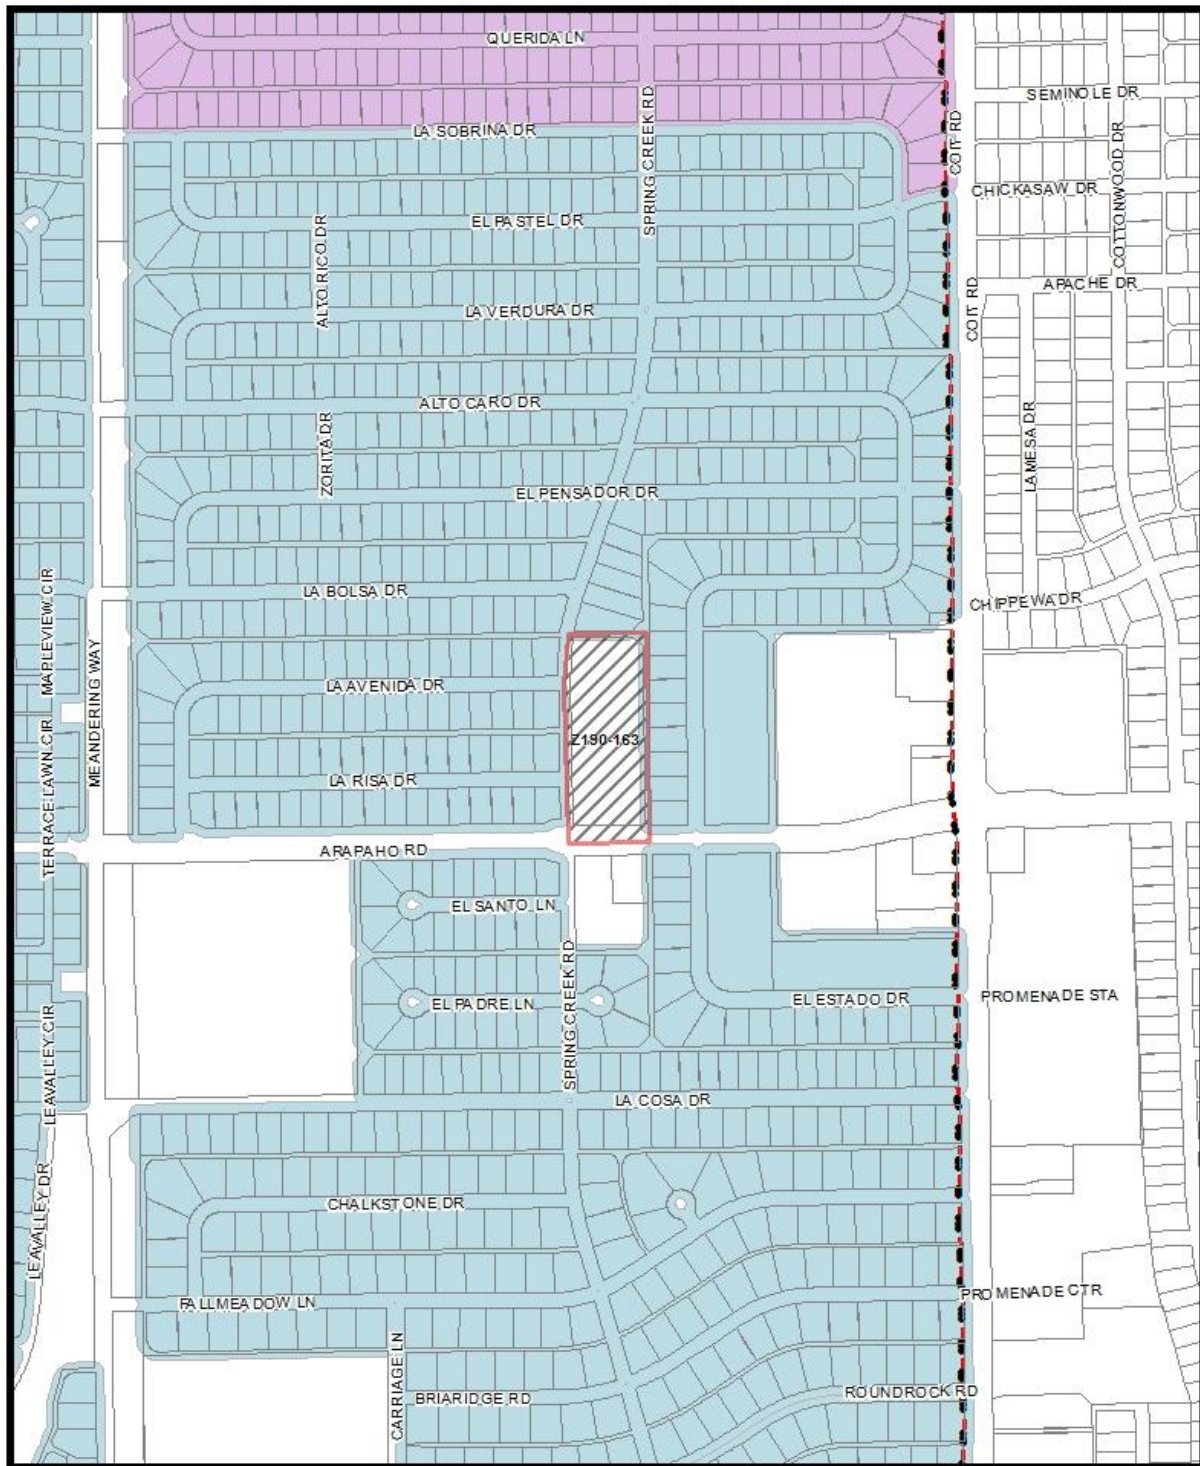 QUERIDA LN
SEMINOLE DR
LA SOBRINA DR
SPRING CREEK RD
COIT RD
COTTONWOOD DR
CHICKASAW DR
EL PASTEL DR
ALTO RICO DR
APACHE DR
LA VERDURA DR
COIT RD
ALTO CARO DR
ZORITA DR
LA MESA DR
EL PENSADOR DR
LA BOLSA DR
CHIPPEWA DR
MAPLEVIEW CIR
MEANDERING WAY
LA AVENIDA DR
Z190-163
TERRACE LAWN CIR
LA RISA DR
ARAPAHO RD
EL SANTO LN
SPRING CREEK RD
EL PADRE LN
EL ESTADO DR
PROMENADE STA
LEAVALLEY CIR
LA COSA DR
LEAVALLEY DR
CHALKSTONE DR
FALLMEADOW LN
PROMENADE CTR
CARRIAGE LN
BRIARIDGE RD
ROUNDROCK RD